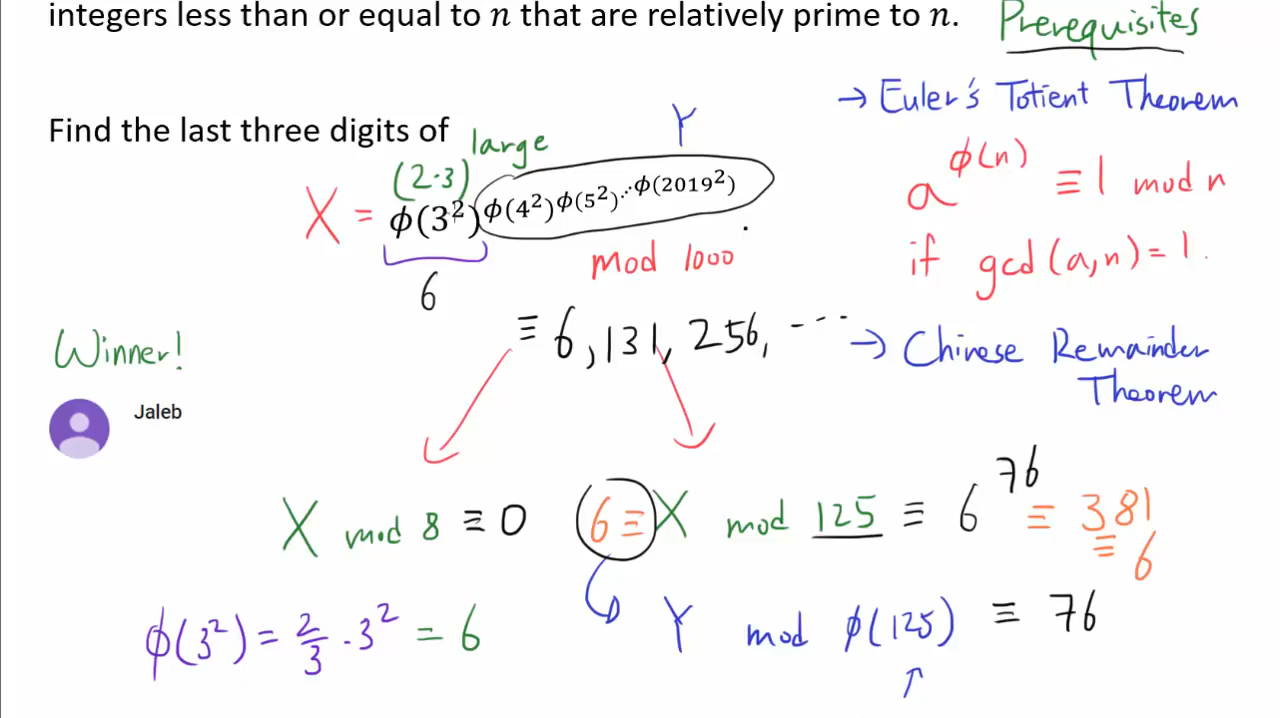 integers less than or equal to n that are relatively prime to n.
Prerequisites
→ Euler's Totient Theorem
Find the last three digits of
large
Y
(2·3)
a^ϕ(n) ≡ 1 mod n
X = ϕ(3²)^ϕ(4²)^ϕ(5²)^⋰^ϕ(2019²).
6
mod 1000
if gcd(a,n) = 1.
≡ 6, 131, 256, ----
→ Chinese Remainder
Theorem
Winner!
Jaleb
X mod 8 ≡ 0
6 ≡ X mod 125 ≡ 6^76 ≡ 381
≡ 6
Y mod ϕ(125) ≡ 76
ϕ(3²) = 2/3 · 3² = 6